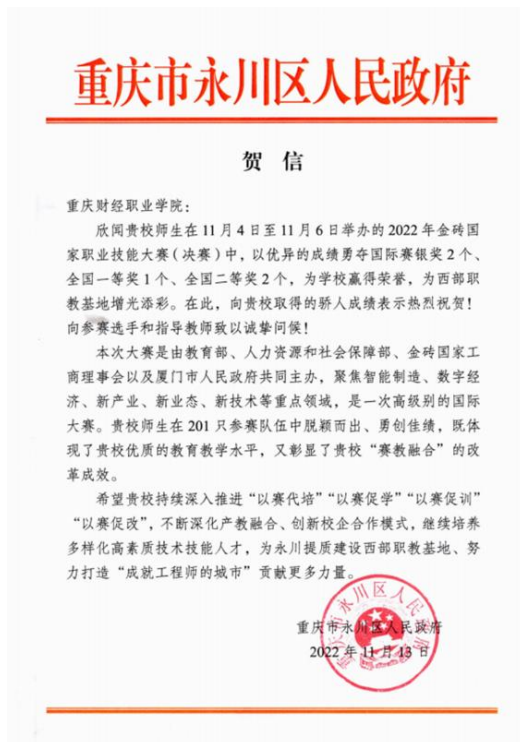 重庆市永川区人民政府
贺信
重庆财经职业学院：
欣闻贵校师生在11月4日至11月6日举办的2022年金砖国
家职业技能大赛（决赛）中，以优异的成绩勇夺国际赛银奖2个、
全国一等奖1个、全国二等奖2个，为学校赢得荣誉，为西部职
教基地增光添彩。在此，向贵校取得的骄人成绩表示热烈祝贺！
向参赛选手和指导教师致以诚挚问候！
本次大赛是由教育部、人力资源和社会保障部、金砖国家工
商理事会以及厦门市人民政府共同主办，聚焦智能制造、数字经
济、新产业、新业态、新技术等重点领域，是一次高级别的国际
大赛。贵校师生在201只参赛队伍中脱颖而出、勇创佳绩，既体
现了贵校优质的教育教学水平，又彰显了贵校“赛教融合”的改
革成效。
希望贵校持续深入推进“以赛代培”“以赛促学”“以赛促训”
“以赛促改”，不断深化产教融合、创新校企合作模式，继续培养
多样化高素质技术技能人才，为永川提质建设西部职教基地、努
力打造“成就工程师的城市”贡献更多力量。
重庆市永川区人民政府
2022年11月13日
重庆市永川区人民政府